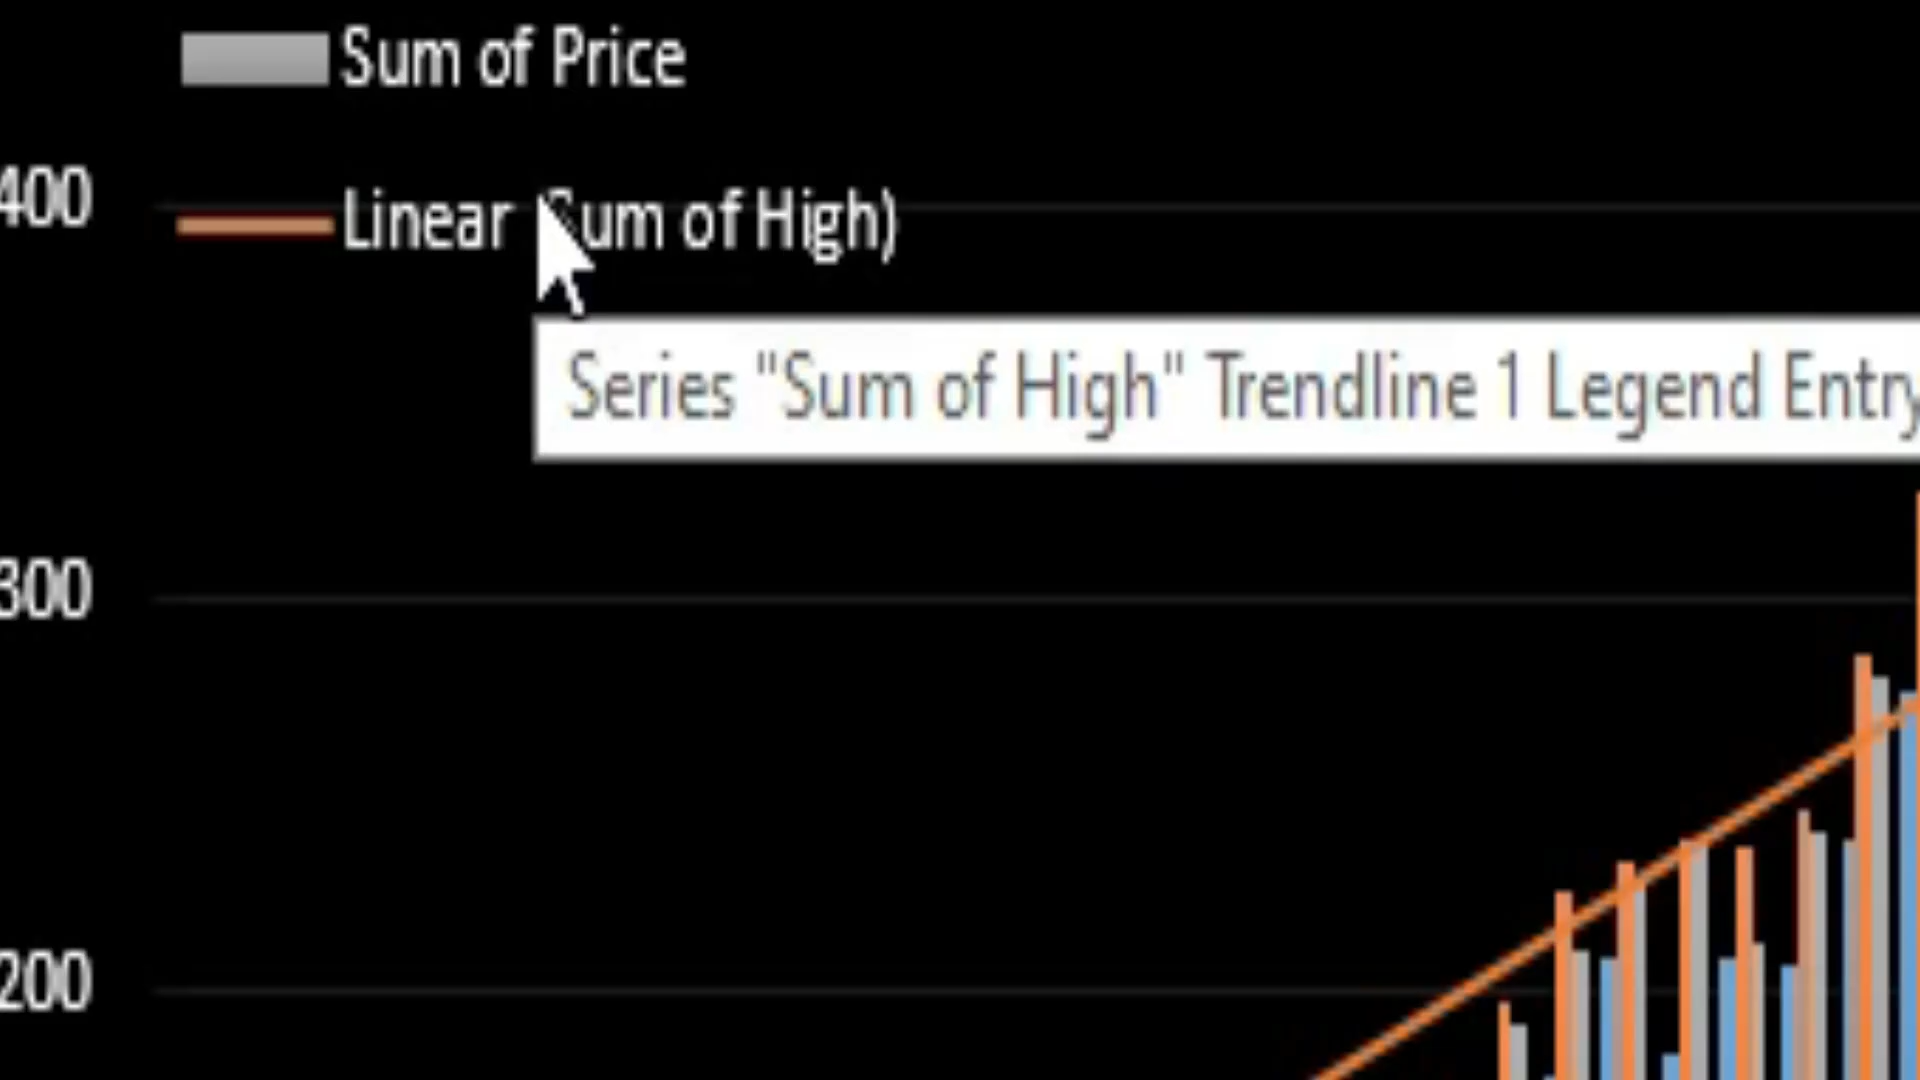 Sum of Price
400
Linear (Sum of High)
Series "Sum of High" Trendline 1 Legend Entry
300
200